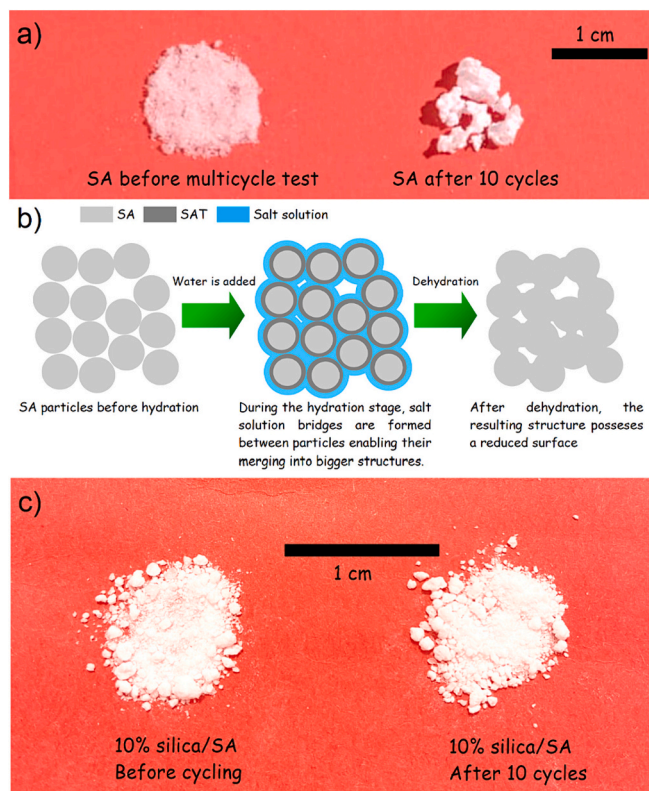 a)
1 cm
SA before multicycle test
SA after 10 cycles
b)
SA
SAT
Salt solution
Water is added
Dehydration
SA particles before hydration
During the hydration stage, salt
solution bridges are formed
between particles enabling their
merging into bigger structures.
After dehydration, the
resulting structure posseses
a reduced surface
c)
1 cm
10% silica/SA
Before cycling
10% silica/SA
After 10 cycles